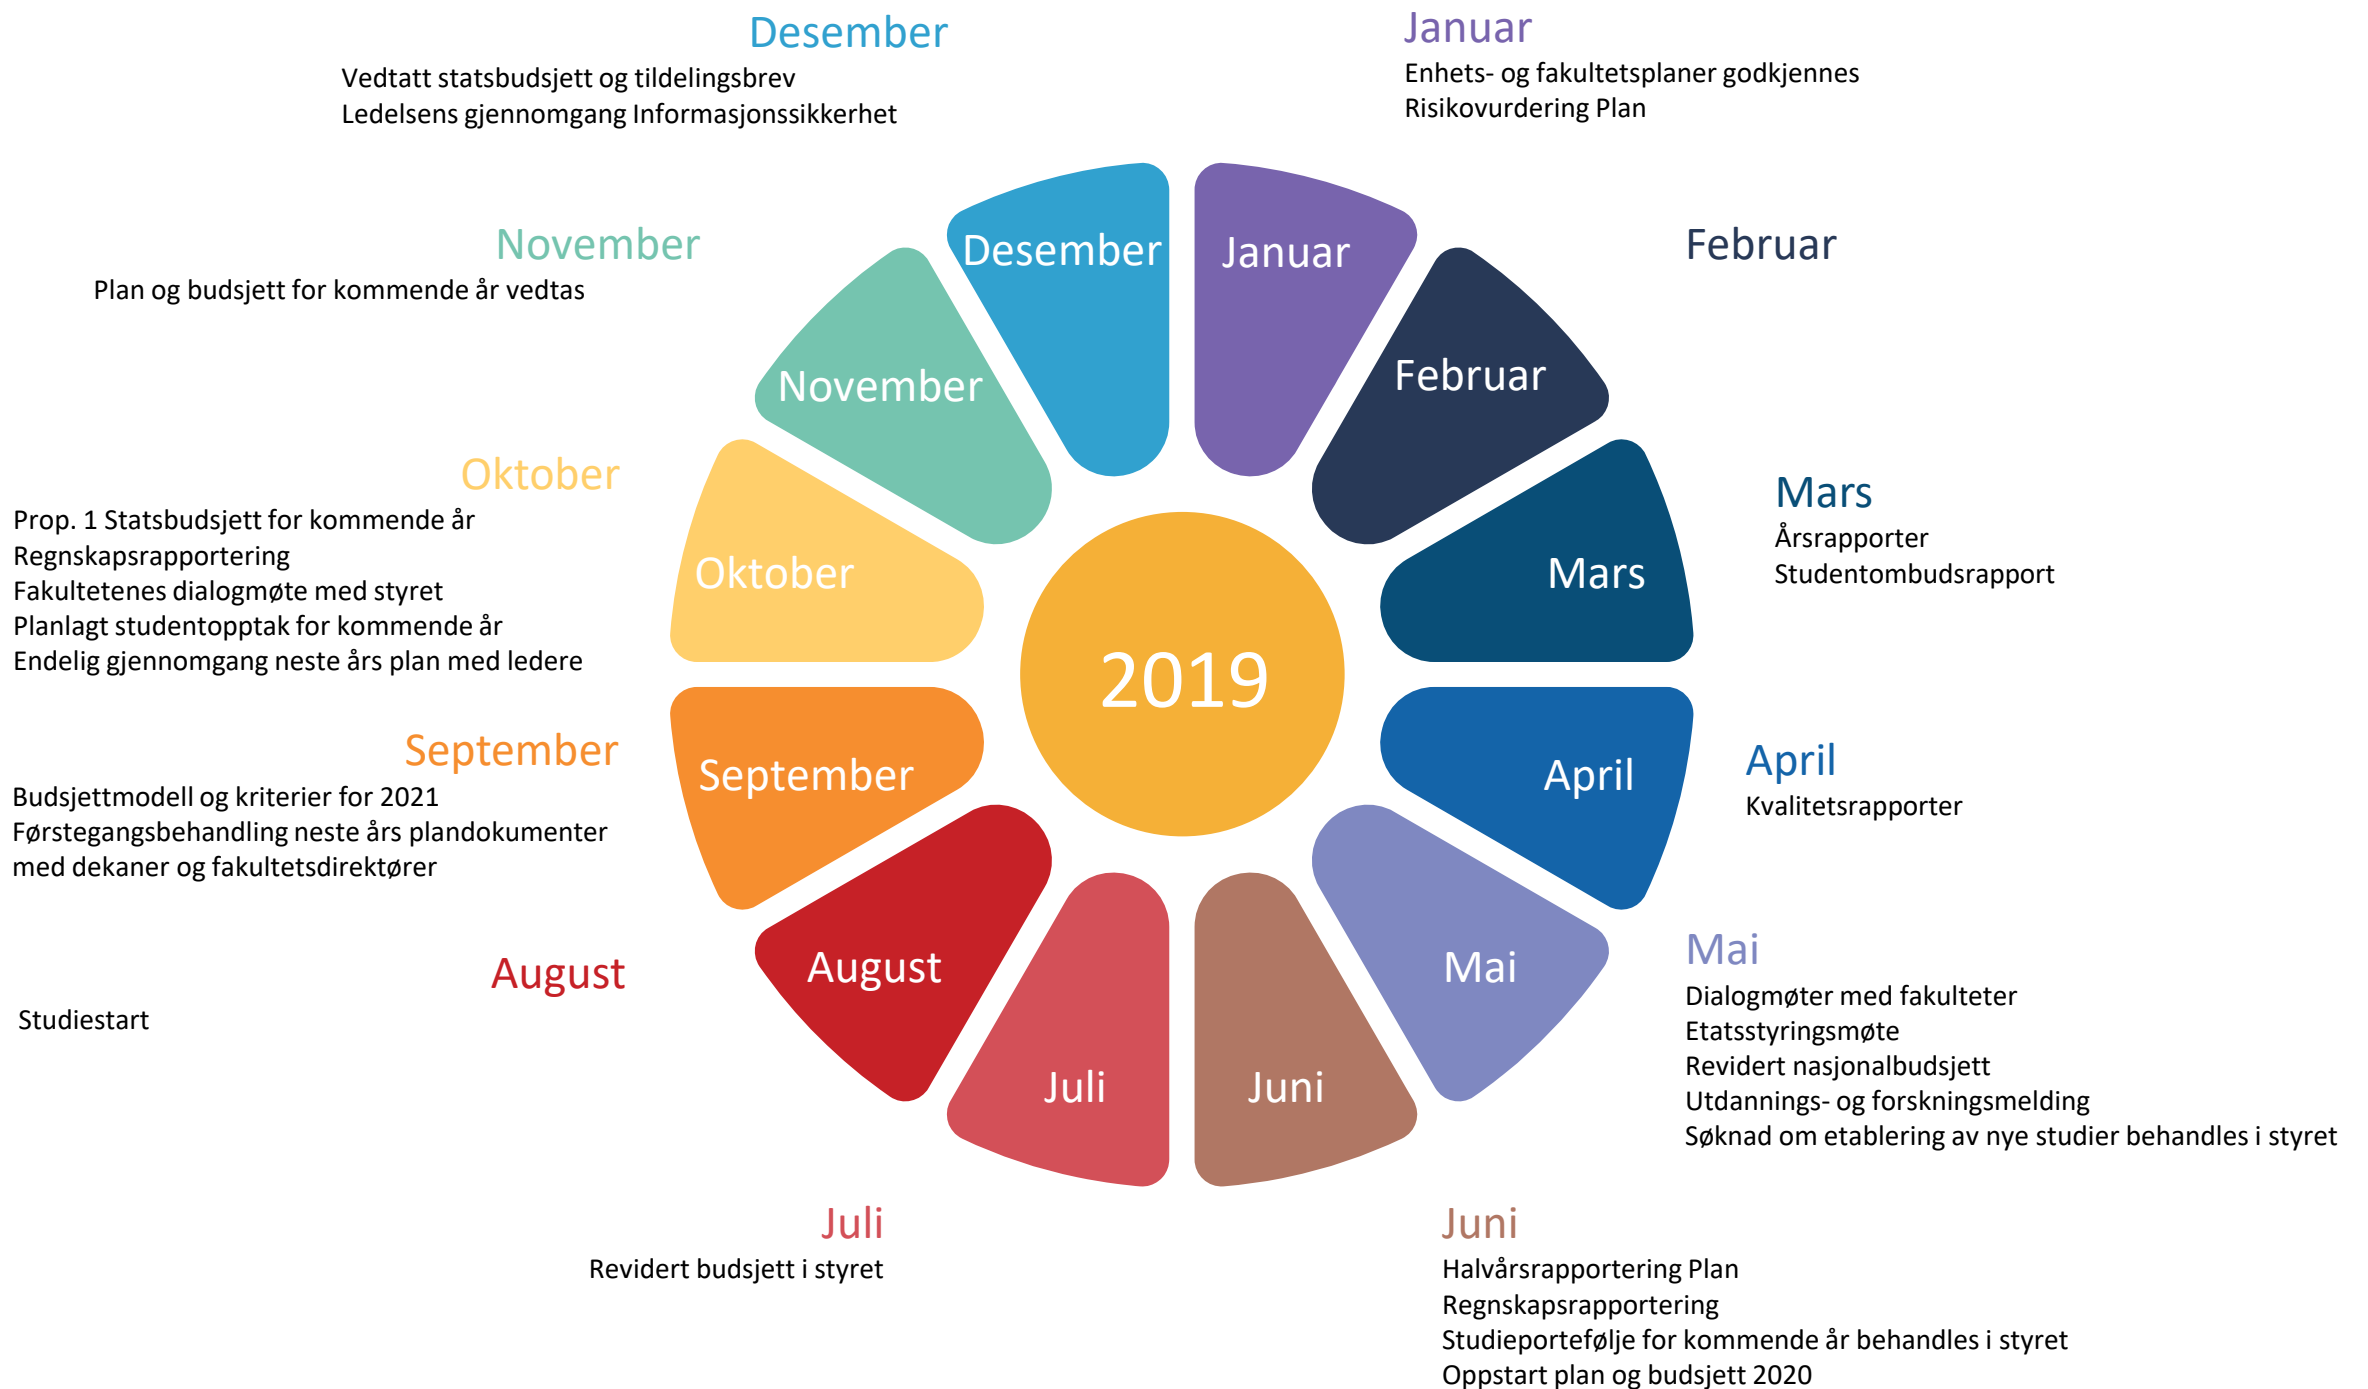 Desember
Vedtatt statsbudsjett og tildelingsbrev
Ledelsens gjennomgang Informasjonssikkerhet
Januar
Enhets- og fakultetsplaner godkjennes
Risikovurdering Plan
Februar
Mars
Årsrapporter
Studentombudsrapport
April
Kvalitetsrapporter
Mai
Dialogmøter med fakulteter
Etatsstyringsmøte
Revidert nasjonalbudsjett
Utdannings- og forskningsmelding
Søknad om etablering av nye studier behandles i styret
Juni
Halvårsrapportering Plan
Regnskapsrapportering
Studieportefølje for kommende år behandles i styret
Oppstart plan og budsjett 2020
Juli
Revidert budsjett i styret
August
Studiestart
September
Budsjettmodell og kriterier for 2021
Førstegangsbehandling neste års plandokumenter
med dekaner og fakultetsdirektører
Oktober
Prop. 1 Statsbudsjett for kommende år
Regnskapsrapportering
Fakultetenes dialogmøte med styret
Planlagt studentopptak for kommende år
Endelig gjennomgang neste års plan med ledere
November
Plan og budsjett for kommende år vedtas
Desember
Januar
Februar
Mars
April
Mai
Juni
Juli
August
September
Oktober
November
2019